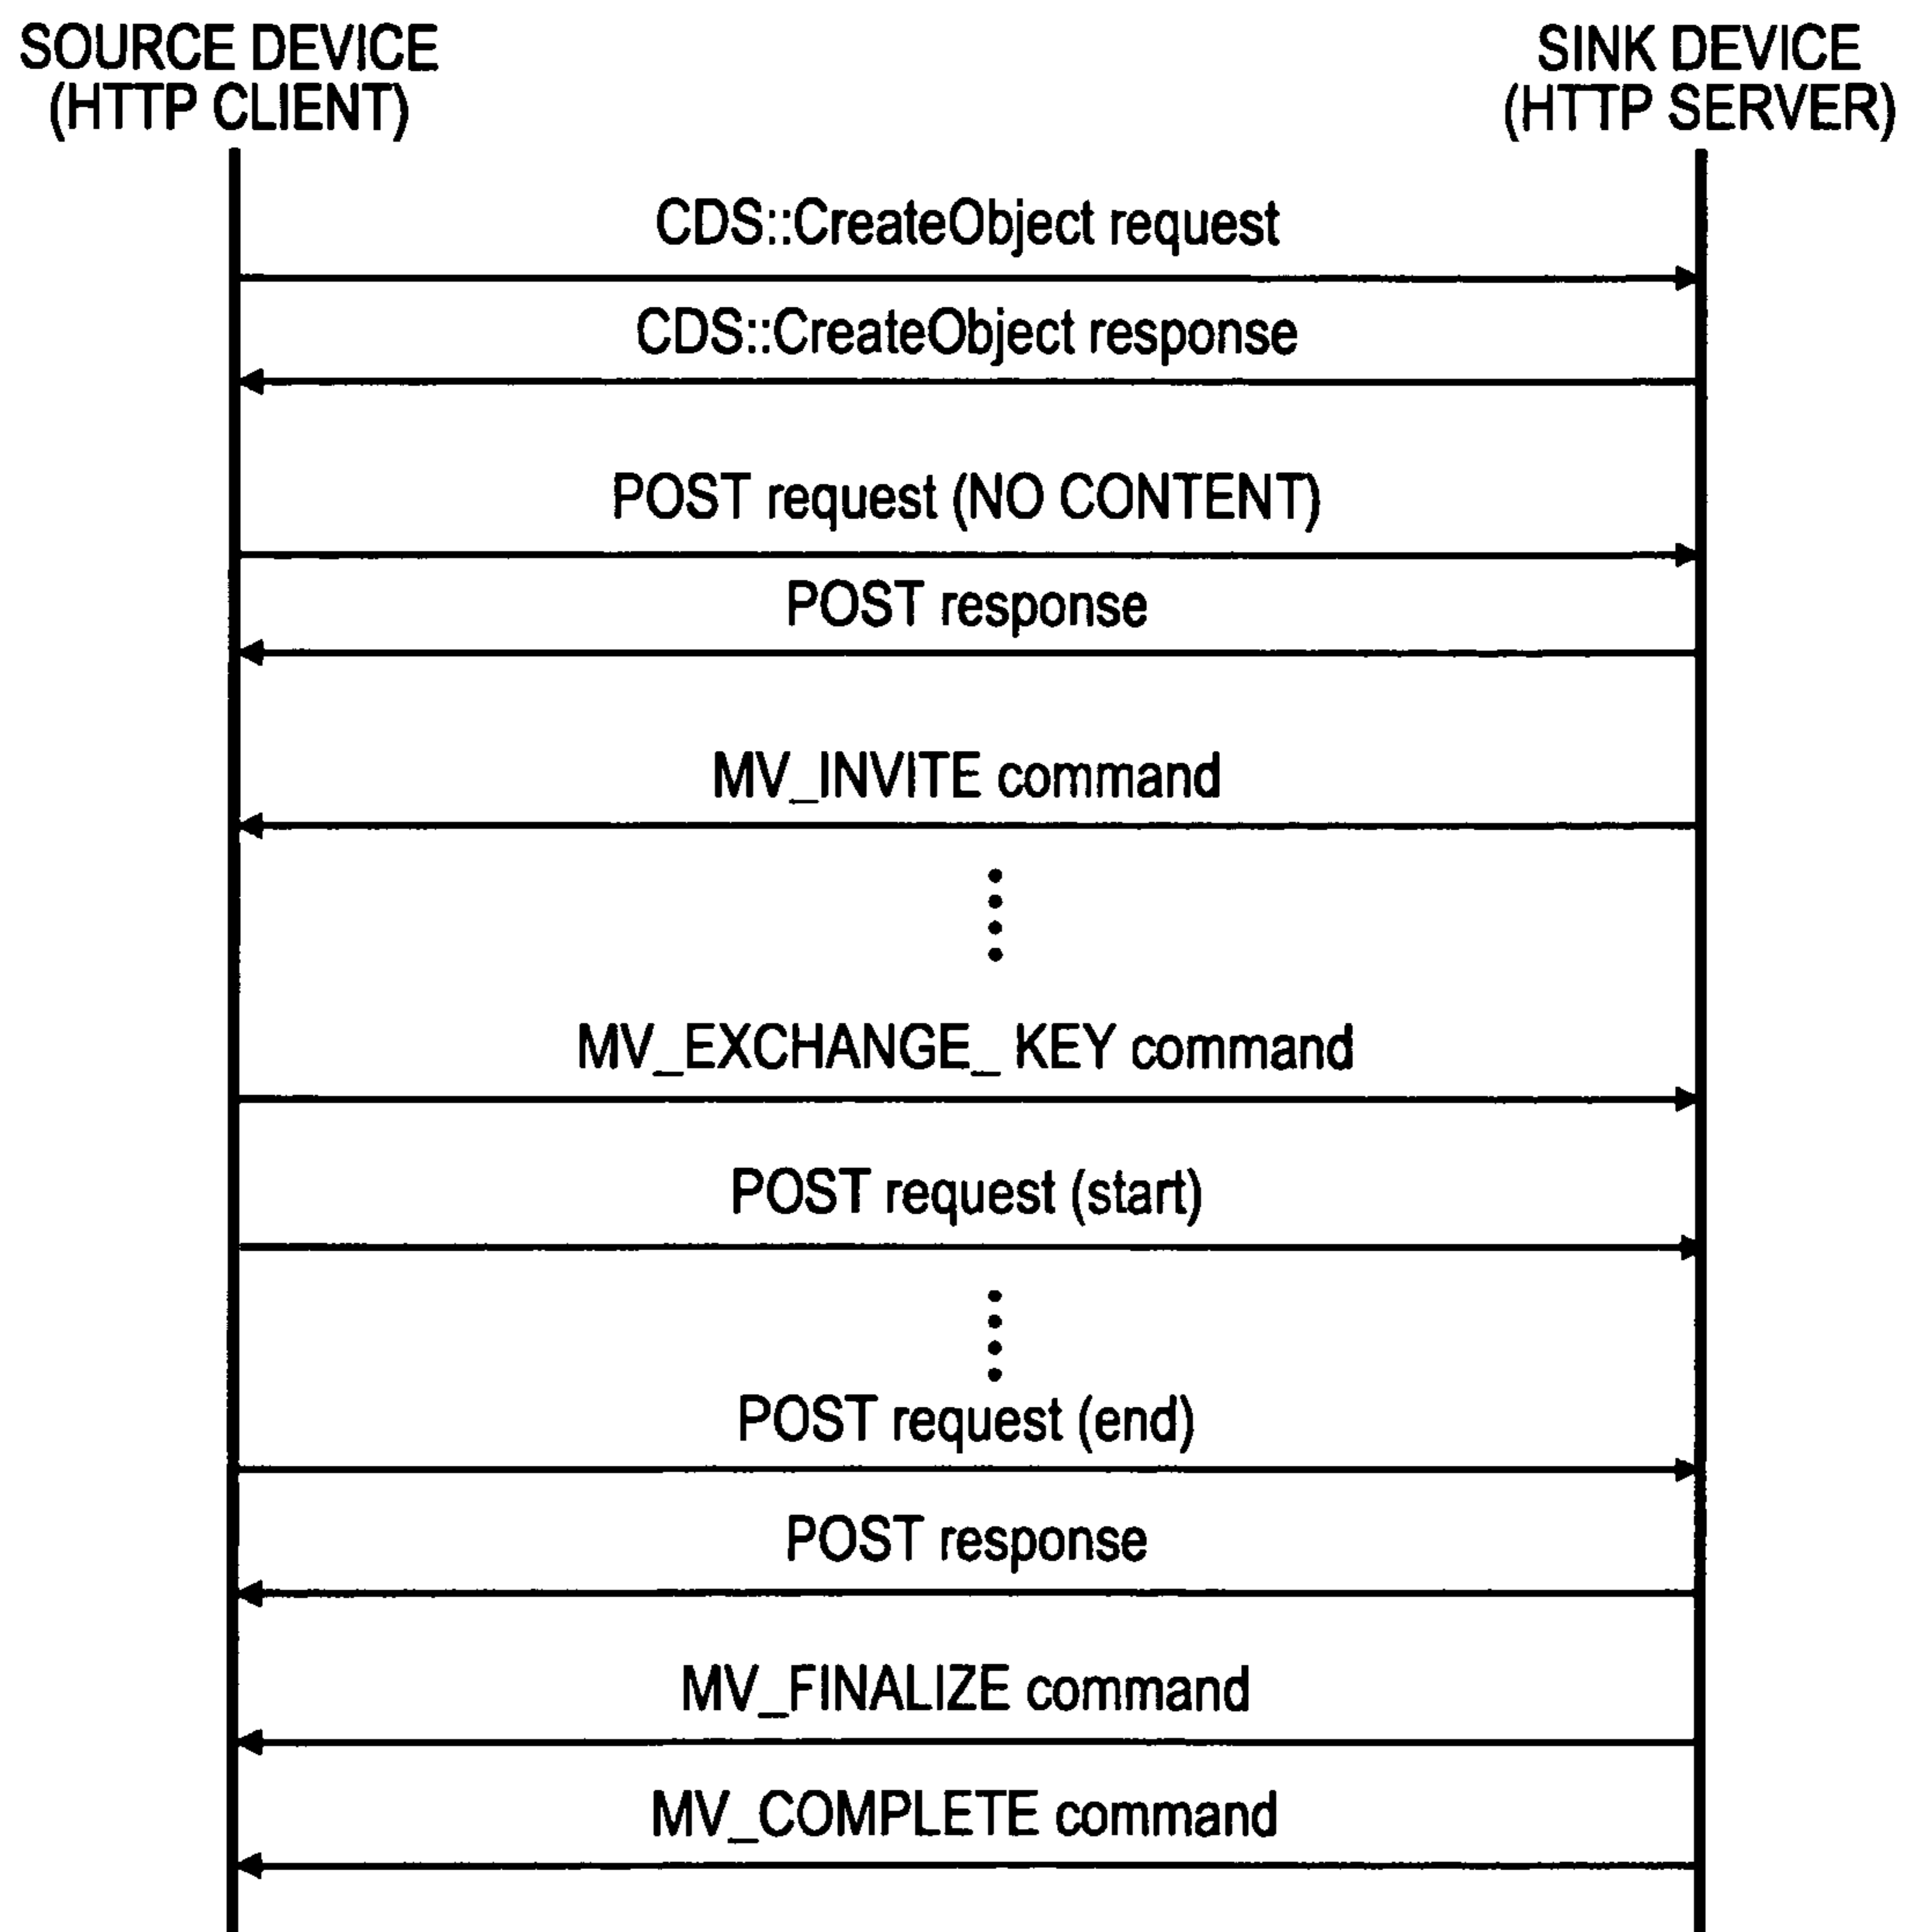 SOURCE DEVICE
(HTTP CLIENT)
SINK DEVICE
(HTTP SERVER)
CDS::CreateObject request
CDS::CreateObject response
POST request (NO CONTENT)
POST response
MV_INVITE command
MV_EXCHANGE_ KEY command
POST request (start)
POST request (end)
POST response
MV_FINALIZE command
MV_COMPLETE command